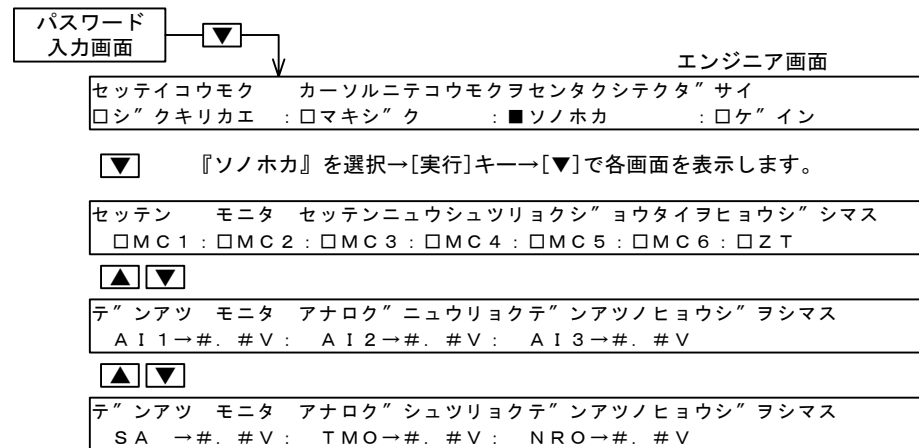 パスワード
入力画面
▼
エンジニア画面
セッテイコウモク　　カーソルニテコウモクヲセンタクシテクタ゛サイ
□シ゛クキリカエ　：□マキシ゛ク　　　：■ソノホカ　　　　：□ケ゛イン
▼　『ソノホカ』を選択→[実行]キー→[▼]で各画面を表示します。
セッテン　　モニタ　セッテンニュウシュツリョクシ゛ョウタイヲヒョウシ゛シマス
□ＭＣ１：□ＭＣ２：□ＭＣ３：□ＭＣ４：□ＭＣ５：□ＭＣ６：□ＺＴ
▲▼
テ゛ンアツ　モニタ　アナロク゛ニュウリョクテ゛ンアツノヒョウシ゛ヲシマス
ＡＩ１→＃．＃Ｖ：　ＡＩ２→＃．＃Ｖ：　ＡＩ３→＃．＃Ｖ
▲▼
テ゛ンアツ　モニタ　アナロク゛シュツリョクテ゛ンアツノヒョウシ゛ヲシマス
ＳＡ　→＃．＃Ｖ：　ＴＭＯ→＃．＃Ｖ：　ＮＲＯ→＃．＃Ｖ